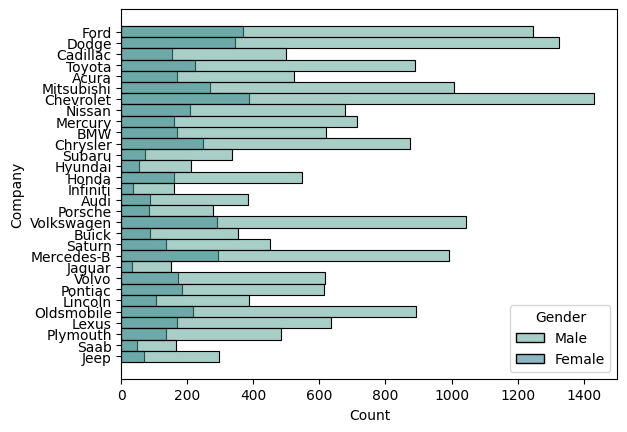 Company
Ford
Dodge
Cadillac
Toyota
Acura
Mitsubishi
Chevrolet
Nissan
Mercury
BMW
Chrysler
Subaru
Hyundai
Honda
Infiniti
Audi
Porsche
Volkswagen
Buick
Saturn
Mercedes-B
Jaguar
Volvo
Pontiac
Lincoln
Oldsmobile
Lexus
Plymouth
Saab
Jeep
Gender
Male
Female
0 200 400 600 800 1000 1200 1400
Count